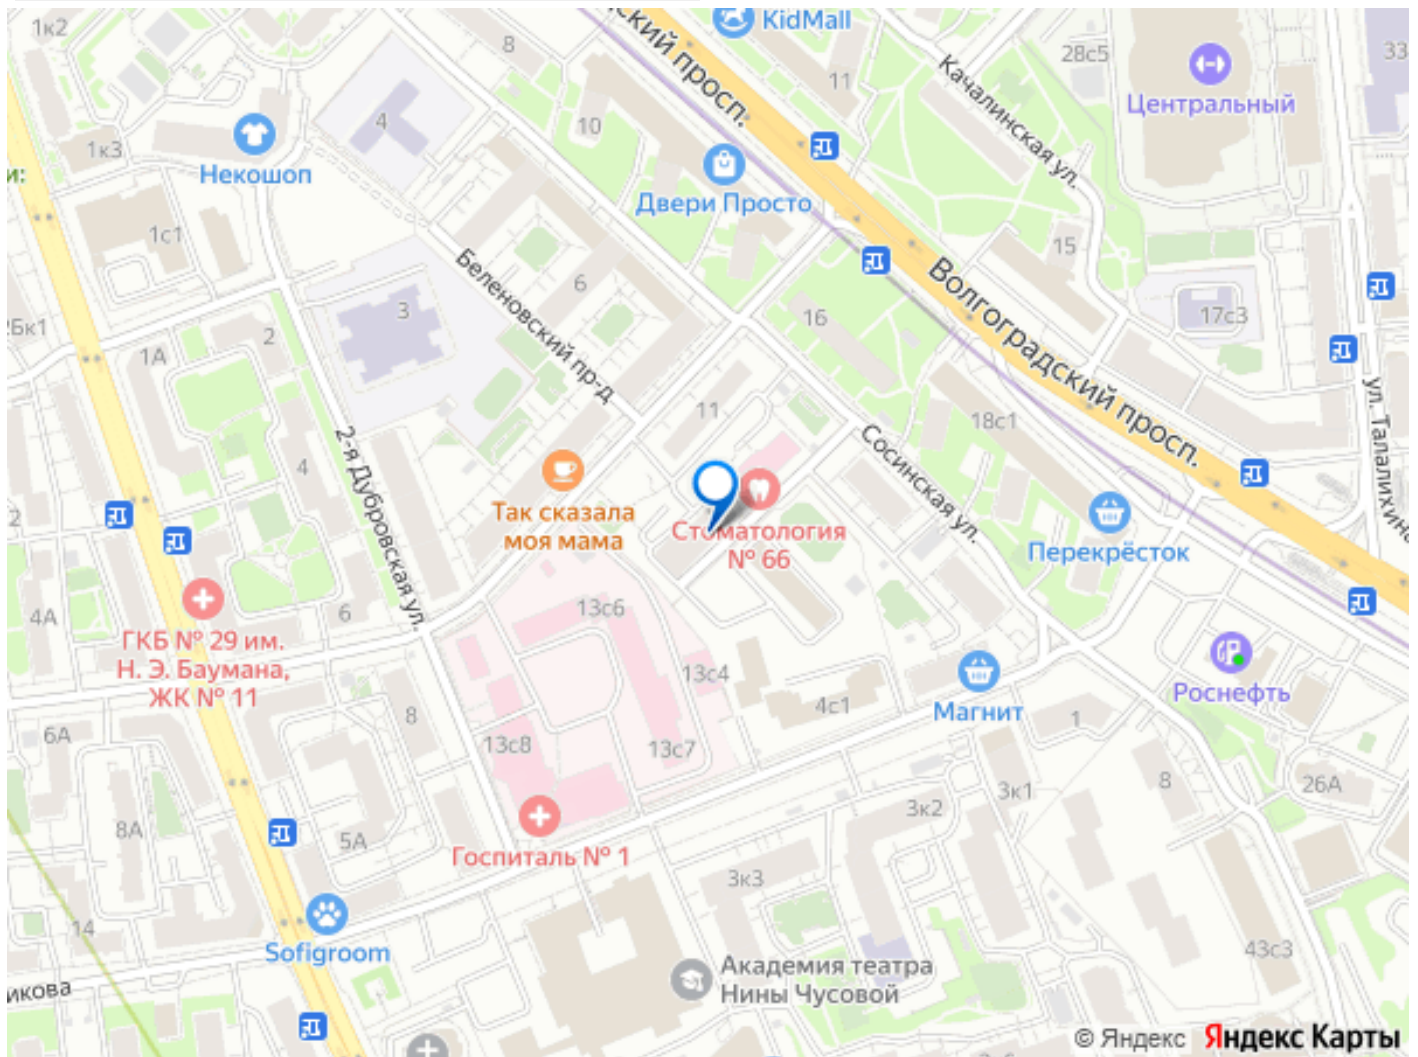 1к2
8
ский просп.
KidMall
11
28с5
33
Центральный
Качалинская ул.
4
10
1к3
Некошоп
и:
Двери Просто
1с1
15
Беленовский пр-д
6
Волгоградский просп.
3
16
17с3
2Бк1
2
1А
11
18с1
ул. Талалихина
2-я Дубровская ул.
4
Сосинская ул.
Так сказала
моя мама
Стоматология
№ 66
Перекрёсток
2
4А
6
13с6
ГКБ № 29 им.
Н. Э. Баумана,
ЖК № 11
13с4
Роснефть
Магнит
4с1
1
8
6А
13с8
13с7
3к1
8
26А
3к2
8А
5А
Госпиталь № 1
3к3
14
Sofigroom
43с3
Академия театра
Нины Чусовой
икова
© Яндекс Яндекс Карты